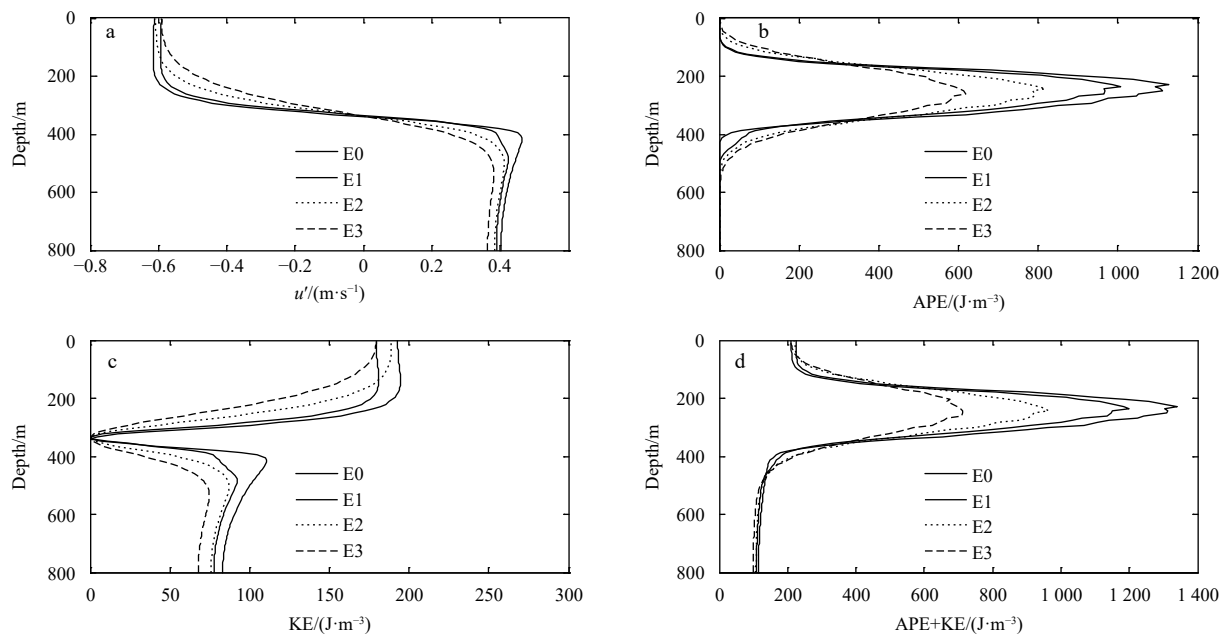 a
Depth/m
0
200
400
600
800
E0
E1
E2
E3
−0.8 −0.6 −0.4 −0.2 0 0.2 0.4
u′/(m·s⁻¹)
b
Depth/m
0
200
400
600
800
E0
E1
E2
E3
0 200 400 600 800 1 000 1 200
APE/(J·m⁻³)
c
Depth/m
0
200
400
600
800
E0
E1
E2
E3
0 50 100 150 200 250 300
KE/(J·m⁻³)
d
Depth/m
0
200
400
600
800
E0
E1
E2
E3
0 200 400 600 800 1 000 1 200 1 400
APE+KE/(J·m⁻³)